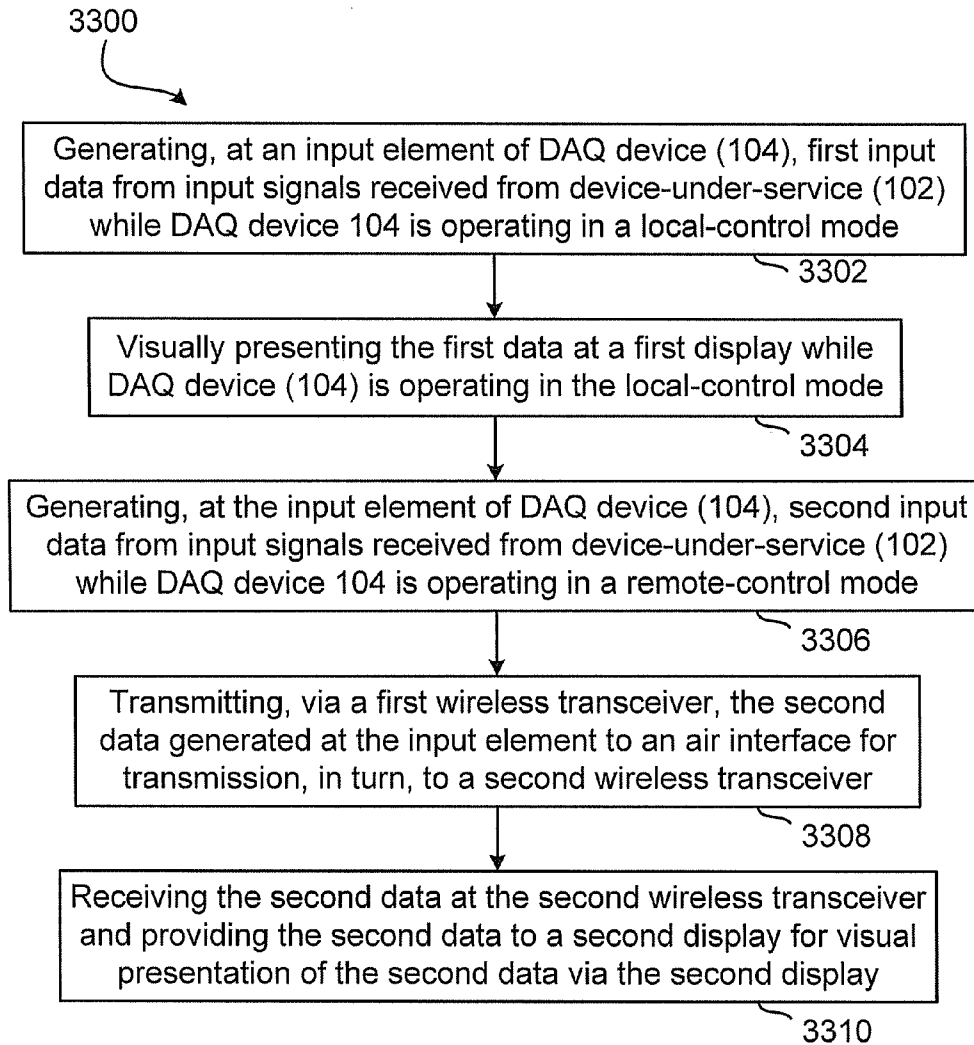 3300
Generating, at an input element of DAQ device (104), first input
data from input signals received from device-under-service (102)
while DAQ device 104 is operating in a local-control mode
3302
Visually presenting the first data at a first display while
DAQ device (104) is operating in the local-control mode
3304
Generating, at the input element of DAQ device (104), second input
data from input signals received from device-under-service (102)
while DAQ device 104 is operating in a remote-control mode
3306
Transmitting, via a first wireless transceiver, the second
data generated at the input element to an air interface for
transmission, in turn, to a second wireless transceiver
3308
Receiving the second data at the second wireless transceiver
and providing the second data to a second display for visual
presentation of the second data via the second display
3310